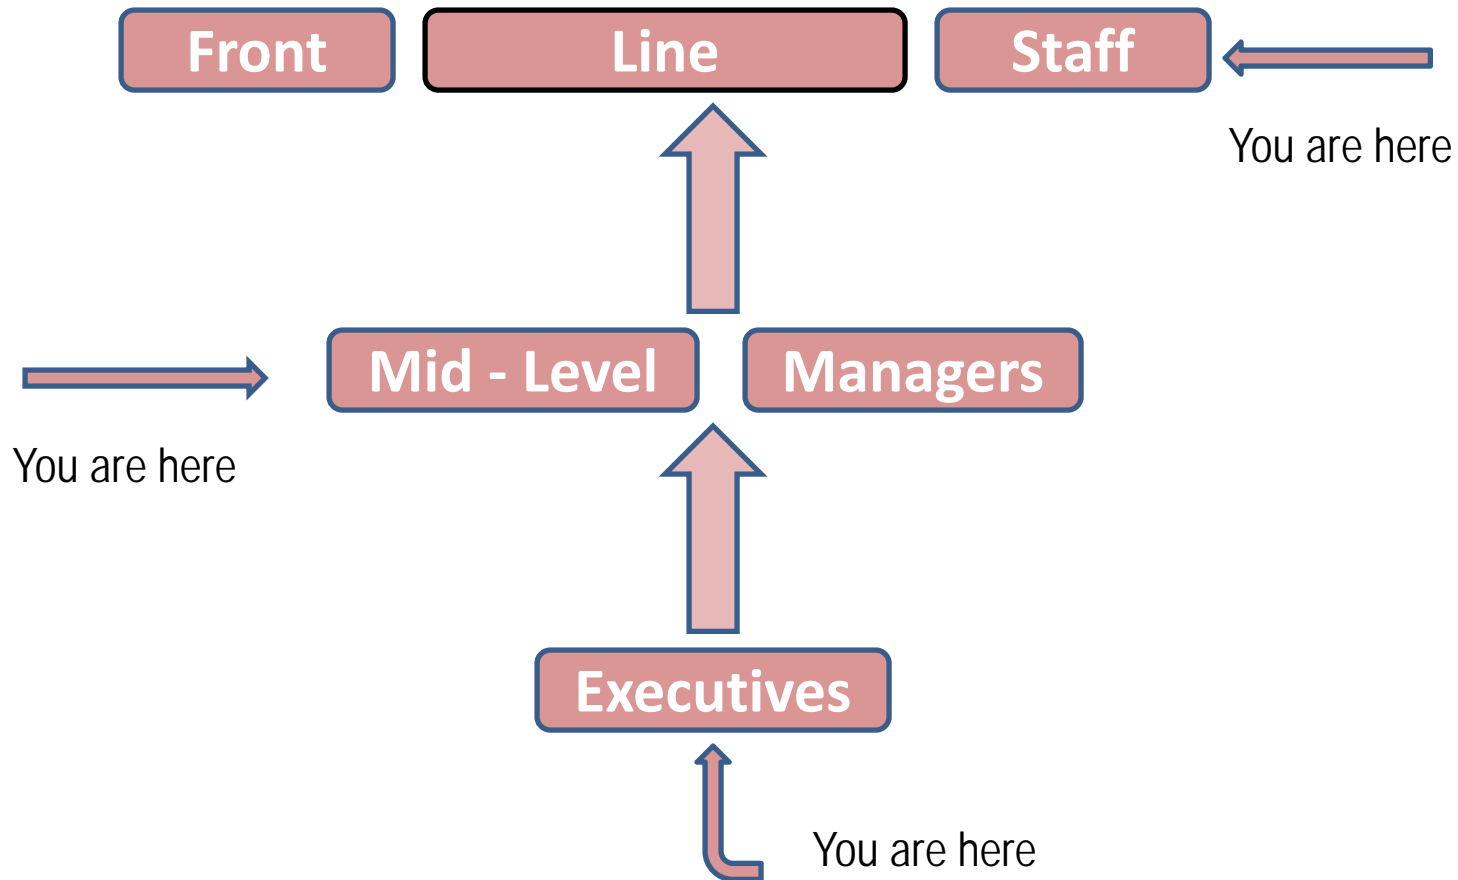 Front Line Staff
You are here
Mid - Level Managers
You are here
Executives
You are here